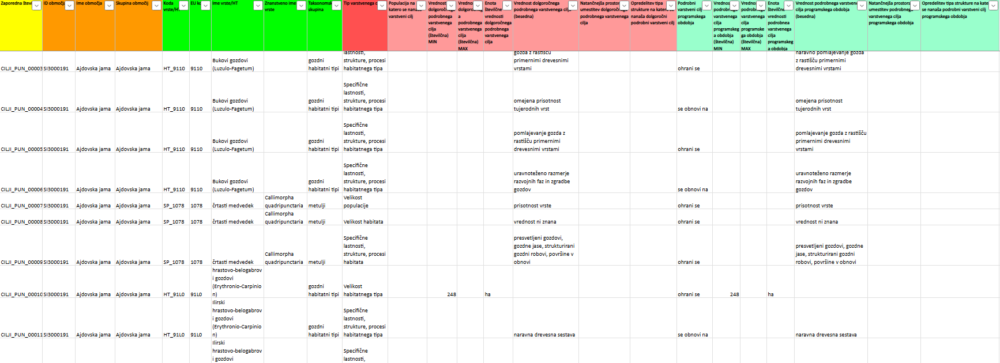 Zaporedna štev
ID območja
Ime območja
Skupina območij
Koda
vrste/HT
EU ko
Ime vrste/HT
Znanstveno ime
vrste
Taksonomsk
skupina
Tip varstvenega c
Populacija na
katero se nanaša
varstveni cilj
Vrednost
dolgoročn
podrobnega
varstvenega
cilja
(številčna)
MIN
Vredno
dolgoro
a
podrobnega
varstvenega
cilja
(številčna)
MAX
Enota
številčne
vrednosti
dolgoročnega
podrobnega
varstvenega
cilja
Vrednost dolgoročnega
podrobnega varstvenega cilja
(besedna)
Natančnejša prostor
umestitev dolgoročn
podrobnega varstvenega
cilja
Opredelitev tipa
strukture na kater se
nanaša dolgoročni
podrobni varstveni cilj
Podrobni
varstveni cilj
programskega
obdobja
Vrednos
podrobn
varstvenega
cilja
programskeg
a obdobja
(številčna)
MIN
Vredno
podrob
varstvenega
cilja
programske
ga obdobja
(številčna)
MAX
Enota
številčne
vrednosti
podrobnea
varstvenega
cilja
programskeg
a obdobja
Vrednost podrobnega varstvene
cilja programskega obdobja
(besedna)
Natančnejša prostors
umestitev podrobneg
varstvenega cilja
programskega obdobja
Opredelitev tipa strukture na kate
se nanaša podrobni varstveni cilj
programskega obdobja
CILJI_PUN_00003 SI3000191 Ajdovska jama Ajdovska jama HT_9110 9110
Bukovi gozdovi
(Luzulo-Fagetum)
gozdni
habitatni tipi
lastnosti,
strukture, procesi
habitatnega tipa
gozda z rastišču
primernimi drevesnimi
vrstami
ohrani se
naravno pomlajevanje gozda
z rastišču primernimi
drevesnimi vrstami
CILJI_PUN_00004 SI3000191 Ajdovska jama Ajdovska jama HT_9110 9110
Bukovi gozdovi
(Luzulo-Fagetum)
gozdni
habitatni tipi
Specifične
lastnosti,
strukture, procesi
habitatnega tipa
omejena prisotnost
tujerodnih vrst
se obnovi na
omejena prisotnost
tujerodnih vrst
CILJI_PUN_00005 SI3000191 Ajdovska jama Ajdovska jama HT_9110 9110
Bukovi gozdovi
(Luzulo-Fagetum)
gozdni
habitatni tipi
Specifične
lastnosti,
strukture, procesi
habitatnega tipa
pomlajevanje gozda z
rastišču primernimi
drevesnimi vrstami
ohrani se
pomlajevanje gozda z rastišču
primernimi drevesnimi
vrstami
CILJI_PUN_00006 SI3000191 Ajdovska jama Ajdovska jama HT_9110 9110
Bukovi gozdovi
(Luzulo-Fagetum)
gozdni
habitatni tipi
Specifične
lastnosti,
strukture, procesi
habitatnega tipa
uravnoteženo razmerje
razvojnih faz in zgradbe
gozdov
se obnovi na
uravnoteženo razmerje
razvojnih faz in zgradbe
gozdov
CILJI_PUN_00007 SI3000191 Ajdovska jama Ajdovska jama SP_1078 1078 črtasti medvedek
Callimorpha
quadripunctaria
metulji
Velikost
populacije
prisotnost vrste
ohrani se
prisotnost vrste
CILJI_PUN_00008 SI3000191 Ajdovska jama Ajdovska jama SP_1078 1078 črtasti medvedek
Callimorpha
quadripunctaria
metulji
Velikost habitata
vrednost ni znana
ohrani se
vrednost ni znana
CILJI_PUN_00009 SI3000191 Ajdovska jama Ajdovska jama SP_1078 1078 črtasti medvedek
Callimorpha
quadripunctaria
metulji
Specifične
lastnosti,
strukture, procesi
habitata
presvetljeni gozdovi,
gozdne jase, strukturirani
gozdni robovi, površine v
obnovi
ohrani se
presvetljeni gozdovi, gozdne
jase, strukturirani gozdni
robovi, površine v obnovi
CILJI_PUN_00010 SI3000191 Ajdovska jama Ajdovska jama HT_91L0 91L0
hrastovo-belogabrov
i gozdovi
(Erythronio-Carpinio
n)
gozdni
habitatni tipi
Velikost
habitatnega tipa
248
ha
ohrani se
248
ha
CILJI_PUN_00011 SI3000191 Ajdovska jama Ajdovska jama HT_91L0 91L0
Ilirski
hrastovo-belogabrov
i gozdovi
(Erythronio-Carpinio
n)
gozdni
habitatni tipi
Specifične
lastnosti,
strukture, procesi
habitatnega tipa
naravna drevesna sestava
se obnovi na
naravna drevesna sestava
Ilirski
hrastovo-belogabrov
i gozdovi
Specifične
lastnosti,